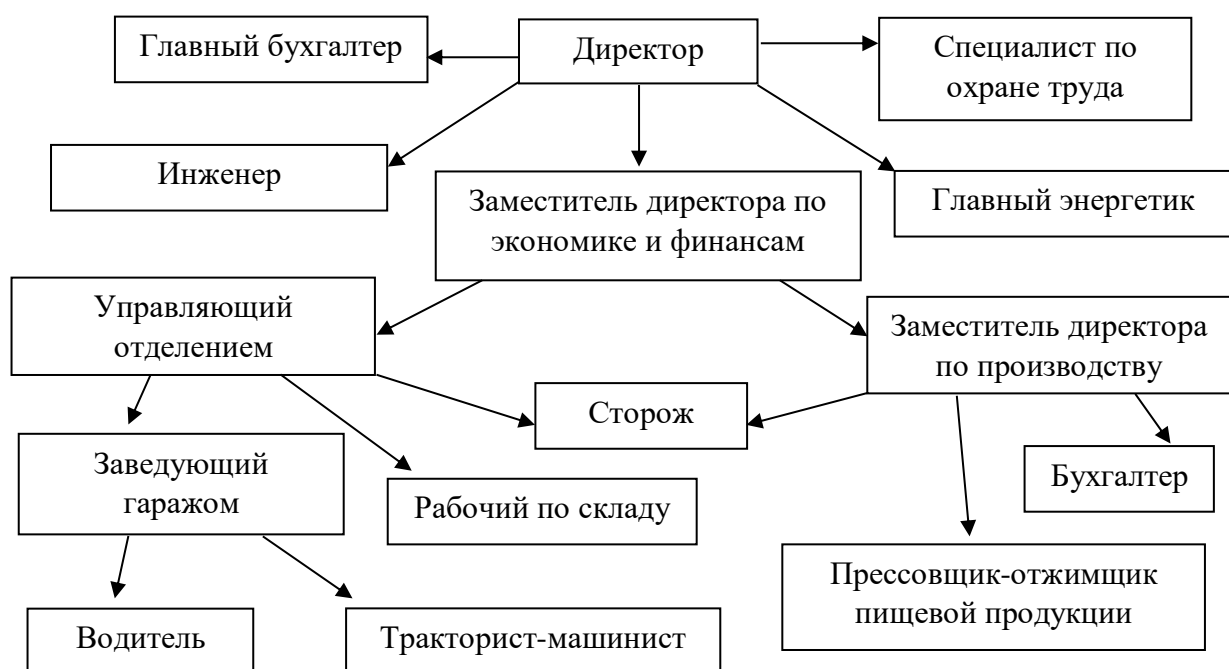 Главный бухгалтер
Директор
Специалист по
охране труда
Инженер
Заместитель директора по
экономике и финансам
Главный энергетик
Управляющий
отделением
Заместитель директора
по производству
Сторож
Заведующий
гаражом
Рабочий по складу
Бухгалтер
Прессовщик-отжимщик
пищевой продукции
Водитель
Тракторист-машинист